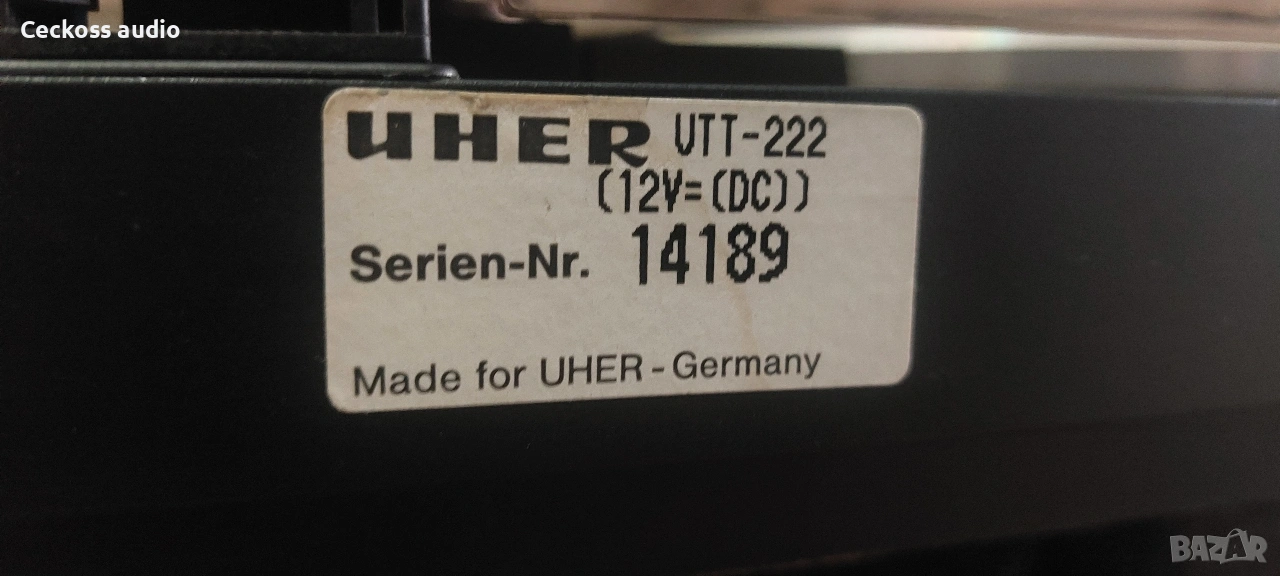 Ceckoss audio
UHER UTT-222
(12V=(DC))
Serien-Nr. 14189
Made for UHER - Germany
BAZAR